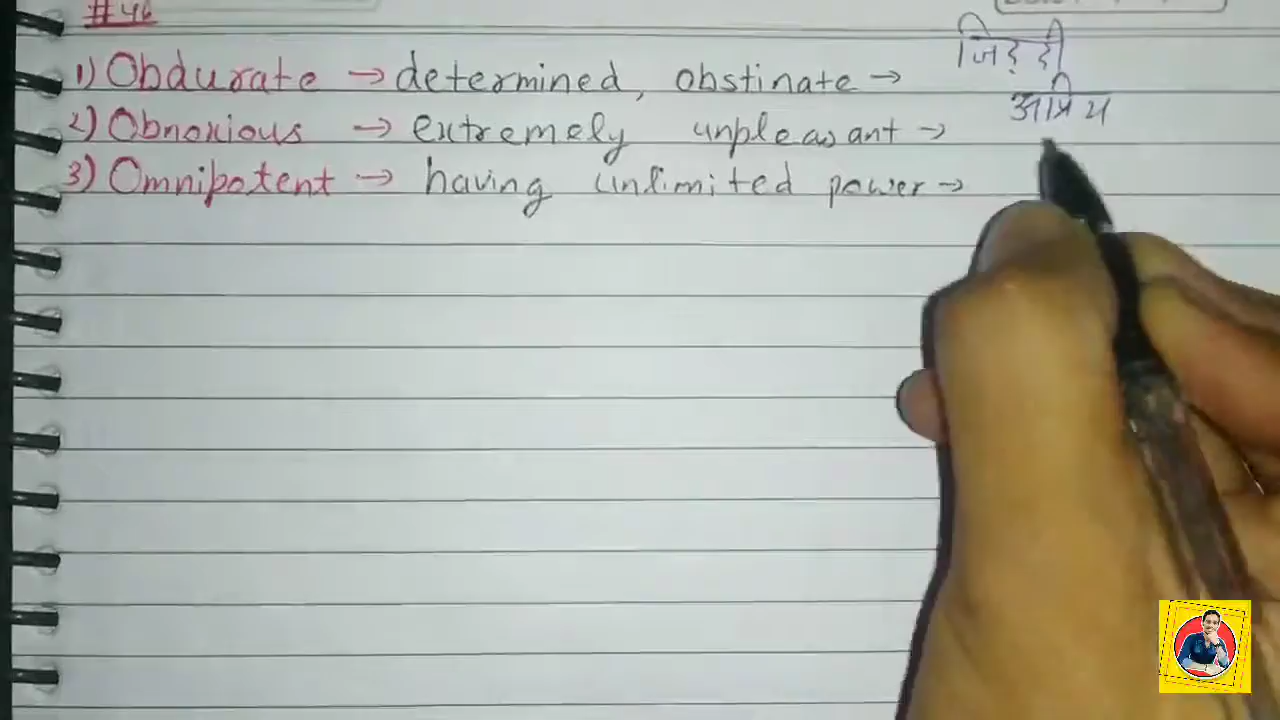 #46
1) Obdurate → determined, obstinate → जिद्दी
2) Obnoxious → extremely unpleasant → अप्रिय
3) Omnipotent → having unlimited power →